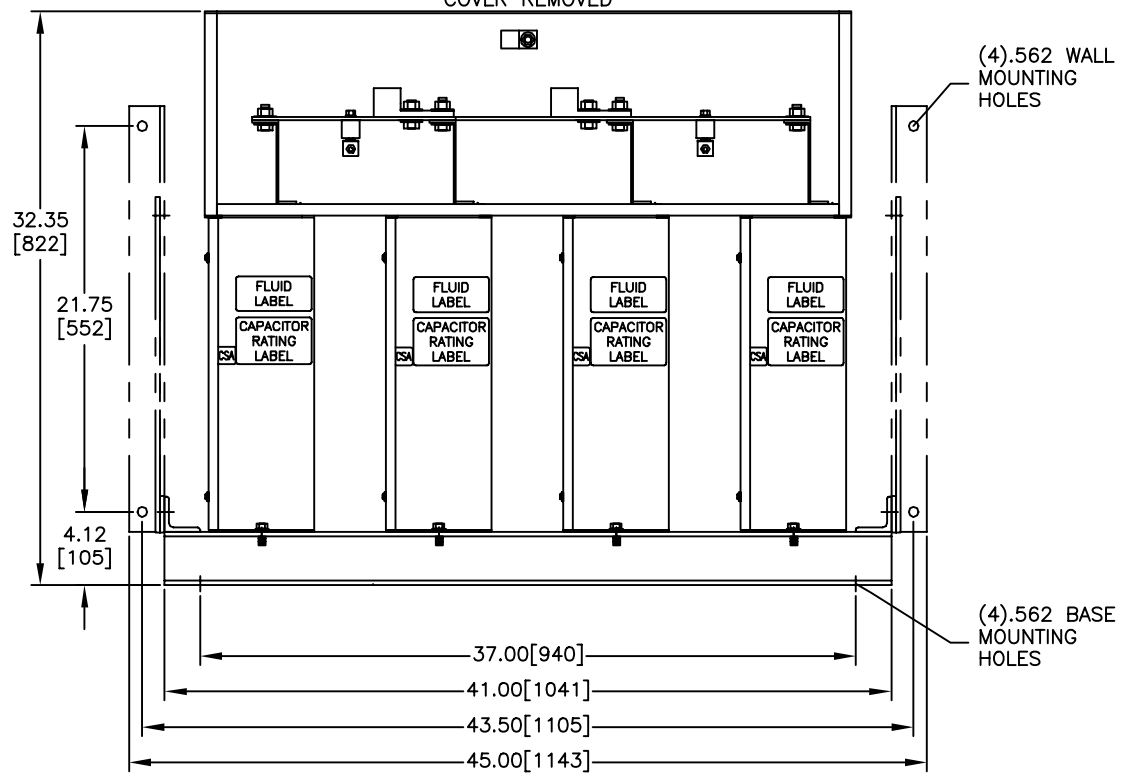 COVER REMOVED
(4).562 WALL
MOUNTING
HOLES
32.35
[822]
21.75
[552]
FLUID
LABEL
CAPACITOR
RATING
LABEL
CSA
FLUID
LABEL
CAPACITOR
RATING
LABEL
CSA
FLUID
LABEL
CAPACITOR
RATING
LABEL
CSA
FLUID
LABEL
CAPACITOR
RATING
LABEL
CSA
4.12
[105]
(4).562 BASE
MOUNTING
HOLES
37.00[940]
41.00[1041]
43.50[1105]
45.00[1143]